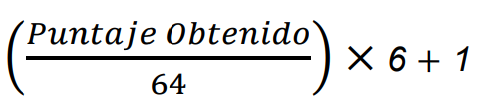 (Puntaje Obtenido / 64) × 6 + 1